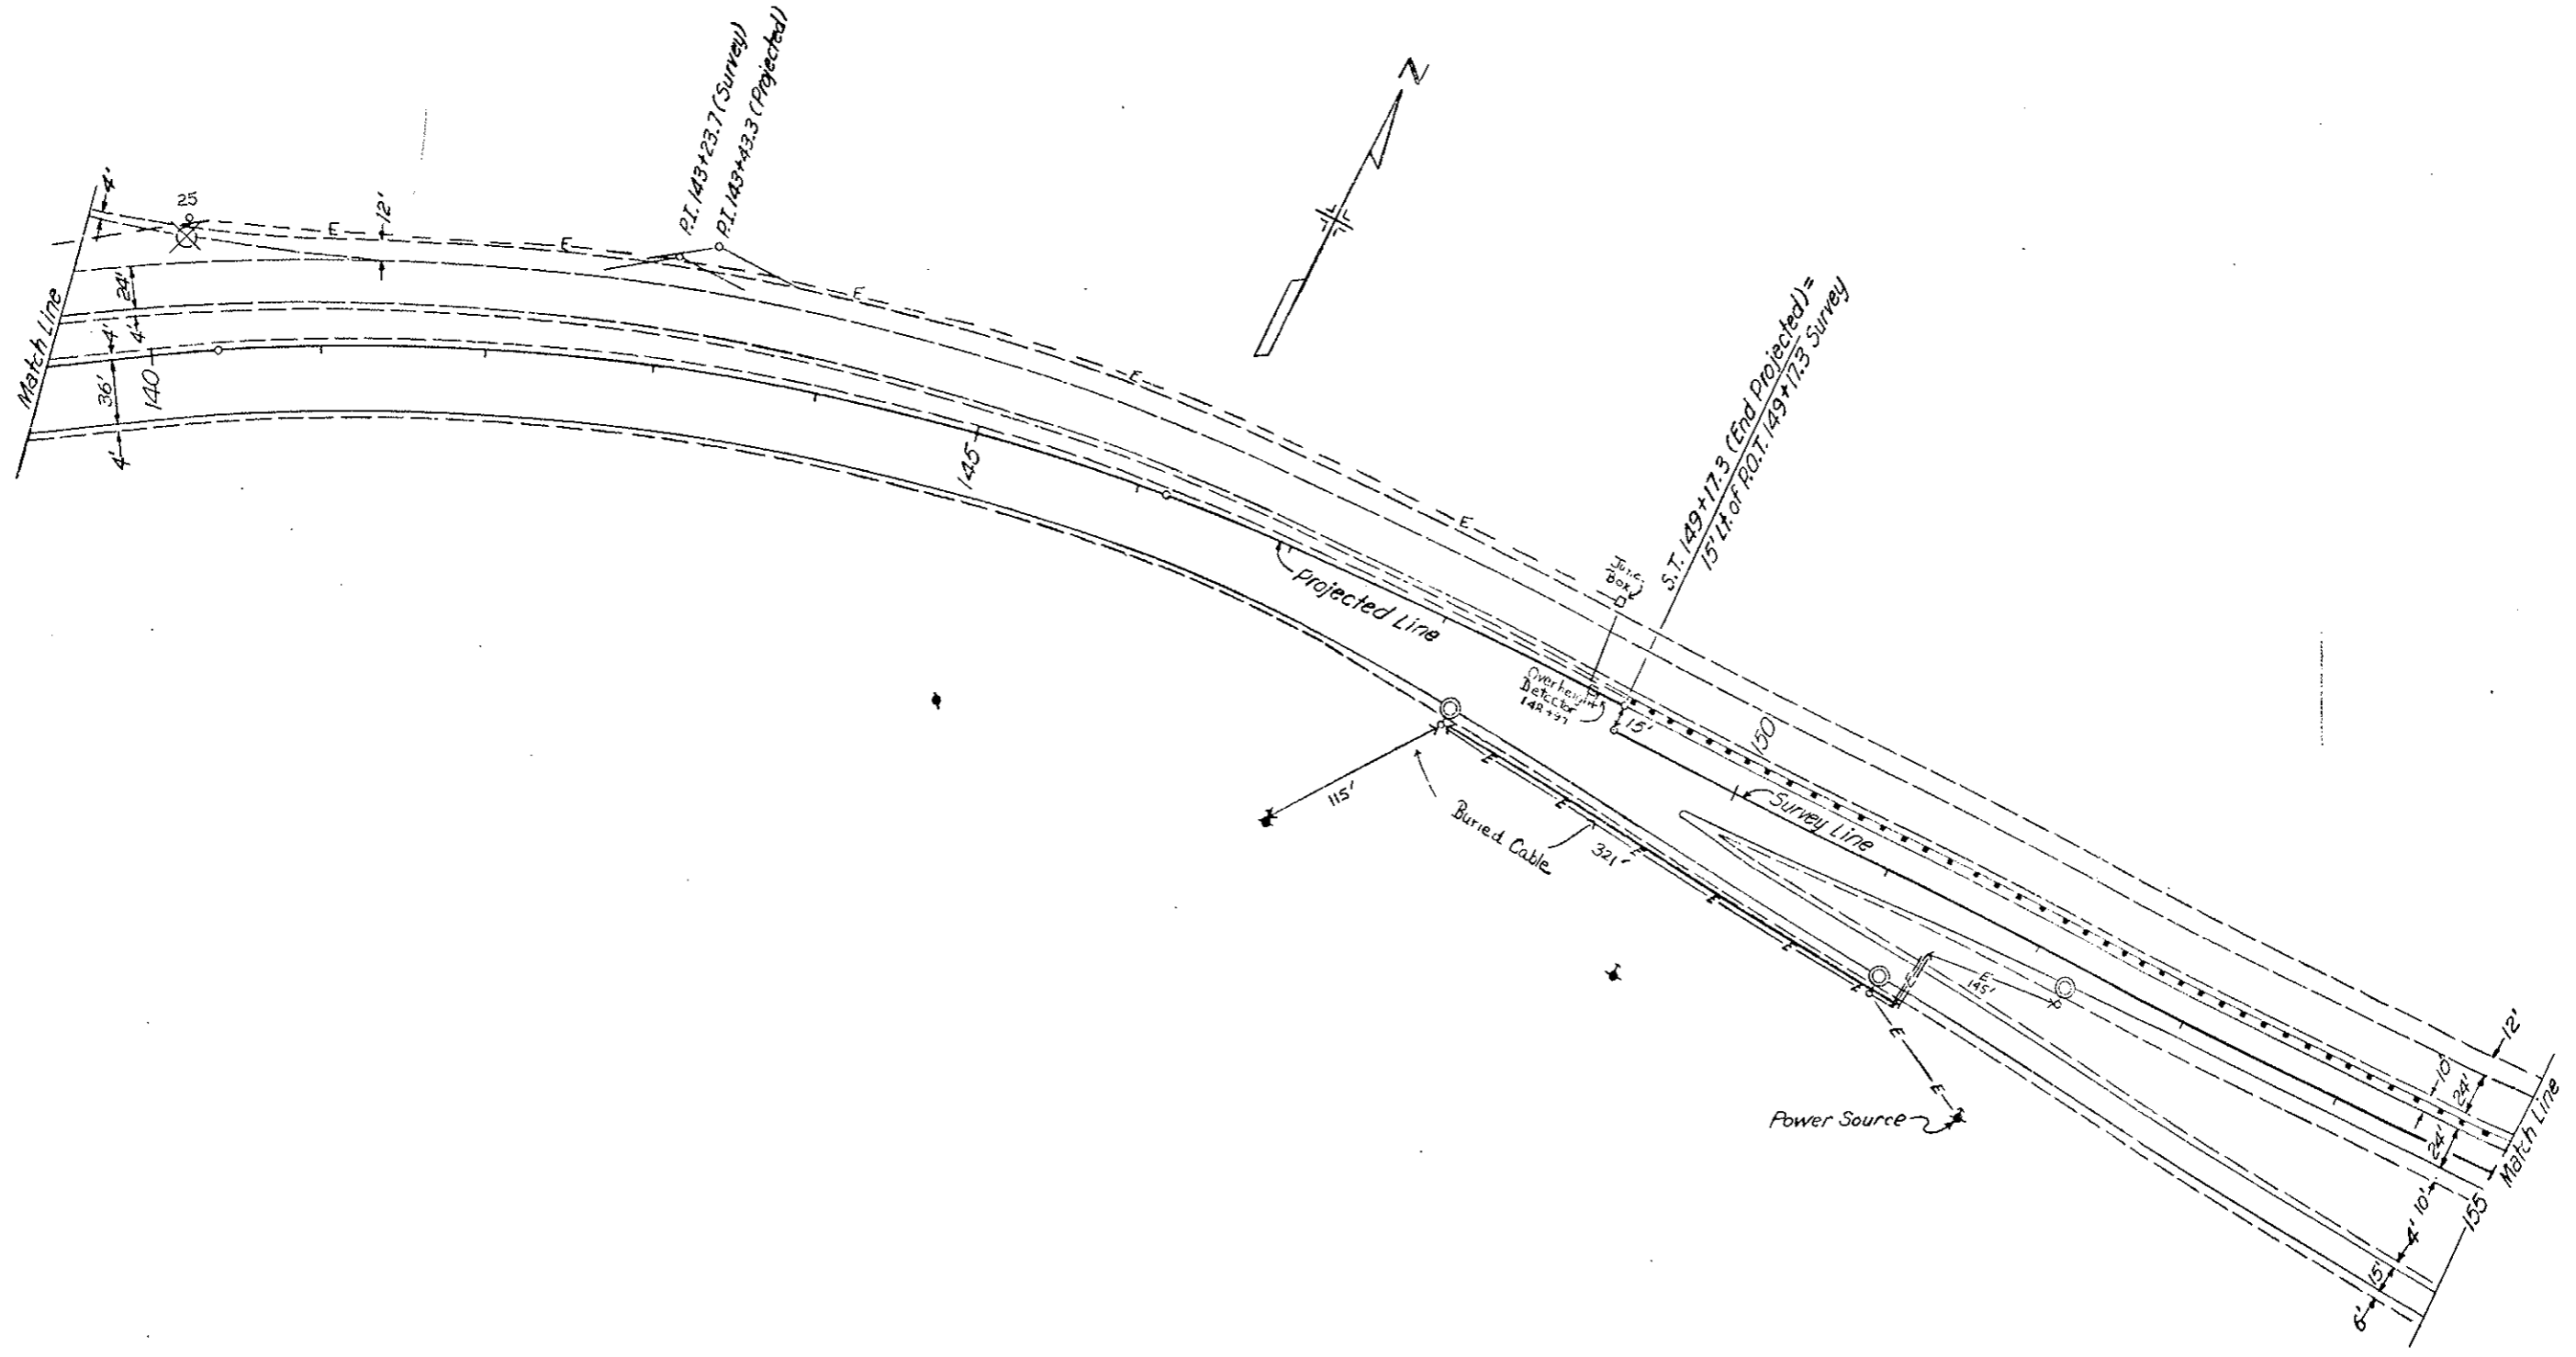 P.I. 143+23.7 (Survey)
P.I. 143+43.3 (Projected)
N
4'
25
E
12'
E
E
E
E
Match Line
24'
4'
4'
36'
140
4'
145
Projected Line
S.T. 149+17.3 (End Projected)=
15' Lt. of P.O.T. 149+17.3 Survey
Junc.
Box
Overheight
Detector
148+97
15'
150
Survey Line
115'
Buried Cable
E
E
321'
E
E
E
E
E
E
145'
E
E
Power Source
12'
10'
24'
24'
10'
4'
15'
6'
155
Match Line